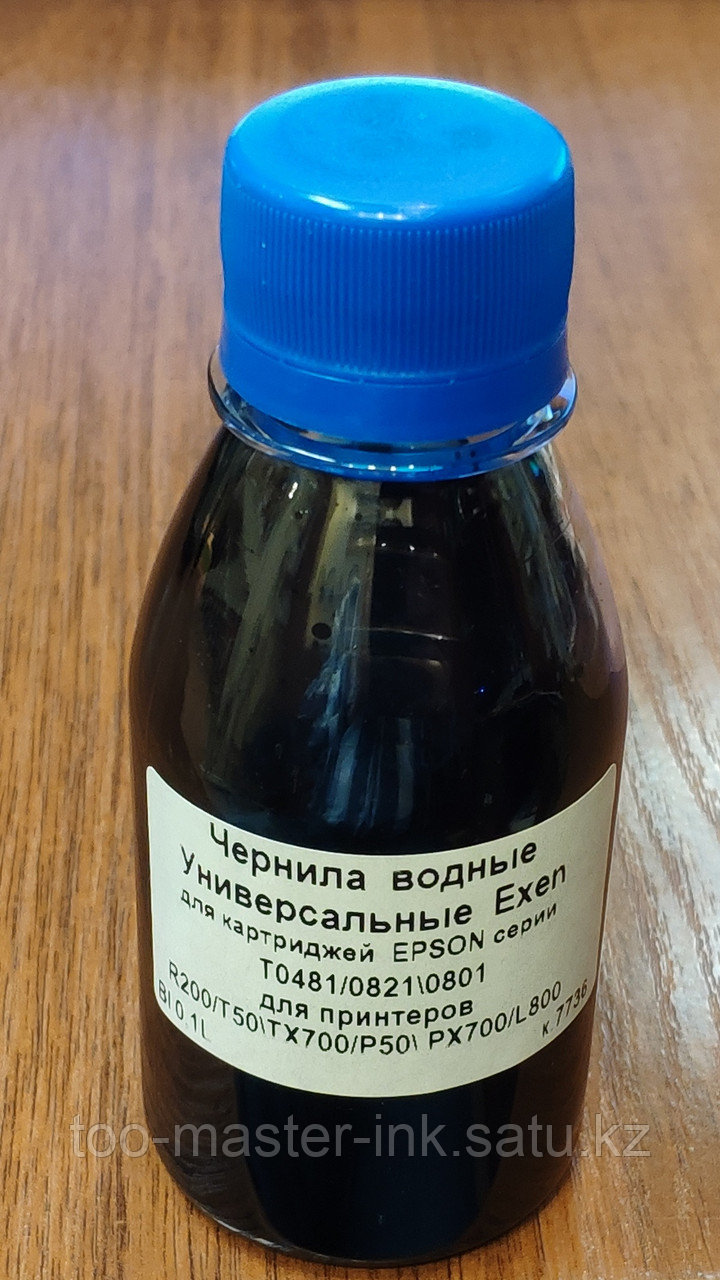 Чернила водные
Универсальные Exen
для картриджей EPSON серии
T0481/0821\0801
для принтеров
R200/T50\TX700/P50\ PX700/L800
Bl 0,1L к.7736
too-master-ink.satu.kz